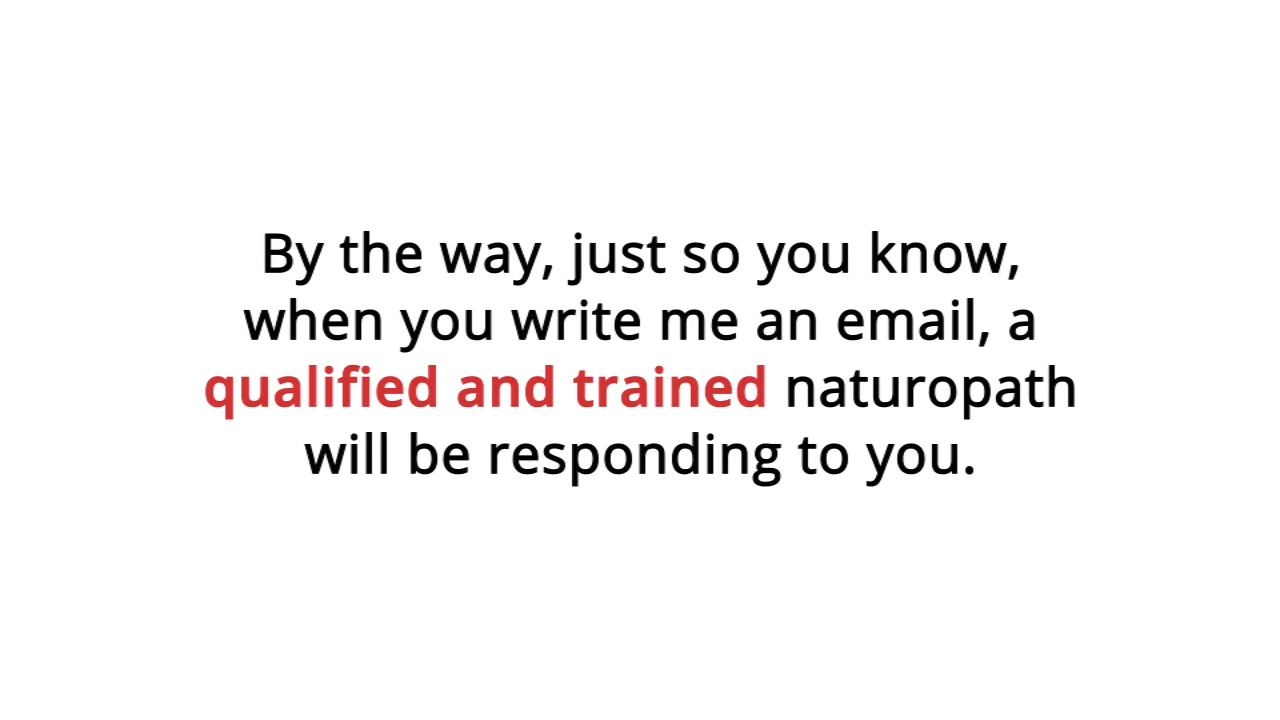 By the way, just so you know,
when you write me an email, a
qualified and trained naturopath
will be responding to you.